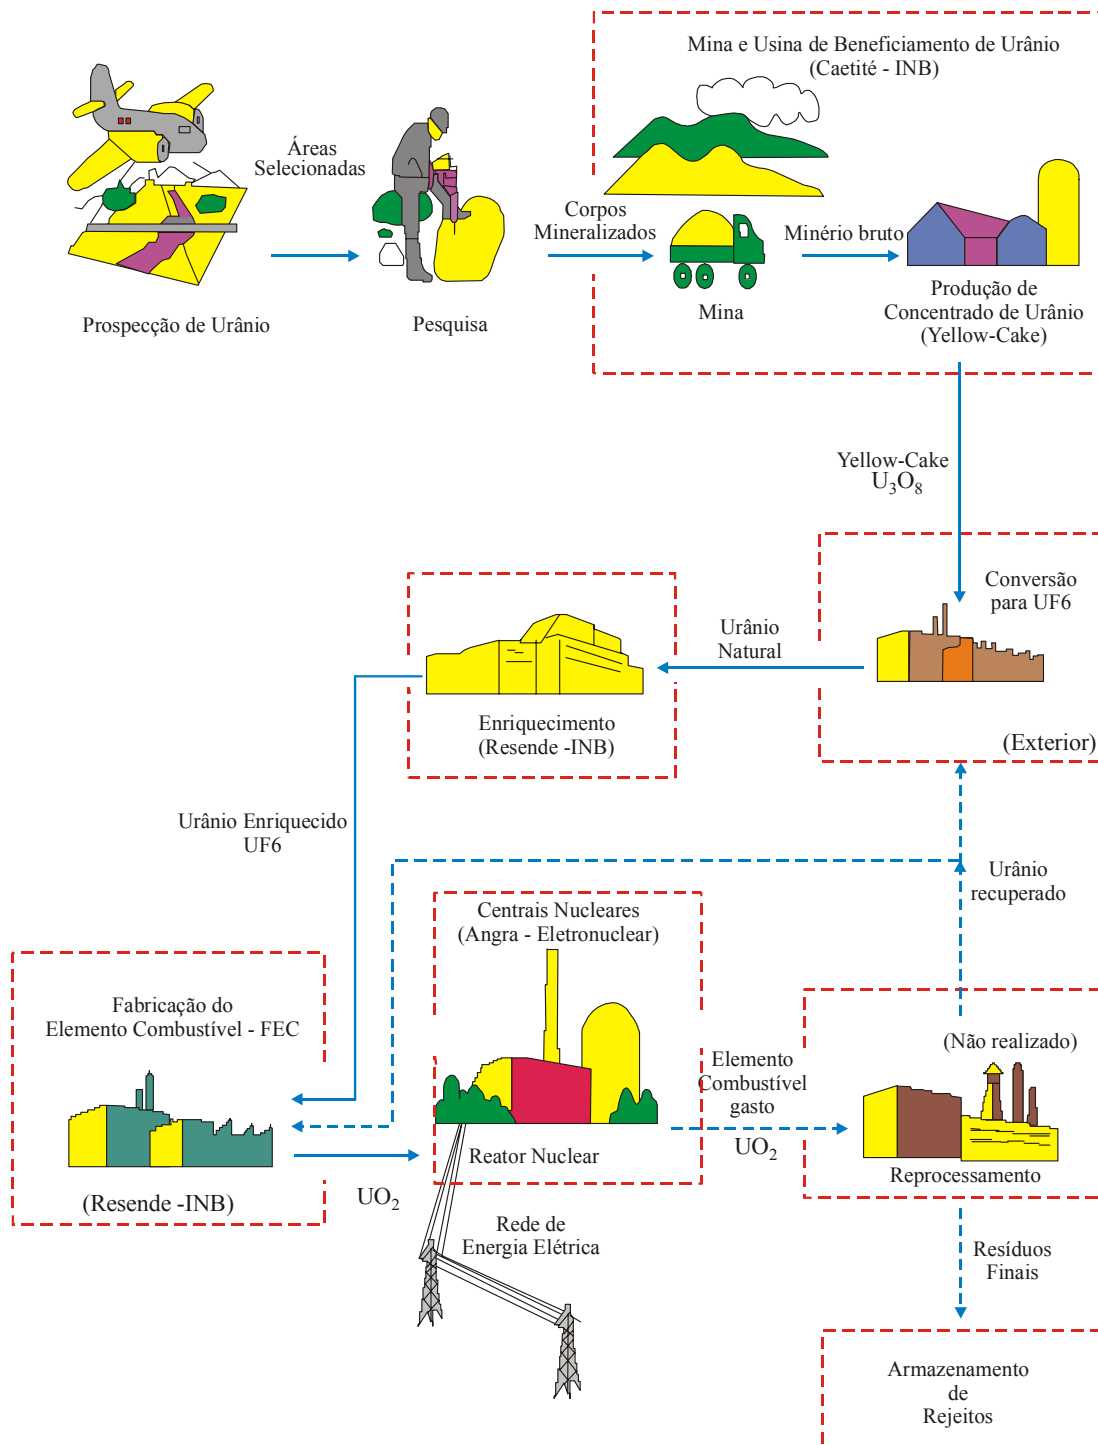 Mina e Usina de Beneficiamento de Urânio
(Caetité - INB)
Áreas
Selecionadas
Corpos
Mineralizados
Minério bruto
Prospecção de Urânio
Pesquisa
Mina
Produção de
Concentrado de Urânio
(Yellow-Cake)
Yellow-Cake
U₃O₈
Conversão
para UF6
(Exterior)
Urânio
Natural
Enriquecimento
(Resende -INB)
Urânio Enriquecido
UF6
Urânio
recuperado
Centrais Nucleares
(Angra - Eletronuclear)
Fabricação do
Elemento Combustível - FEC
(Resende -INB)
UO₂
Reator Nuclear
Rede de
Energia Elétrica
Elemento
Combustível
gasto
UO₂
(Não realizado)
Reprocessamento
Resíduos
Finais
Armazenamento
de
Rejeitos